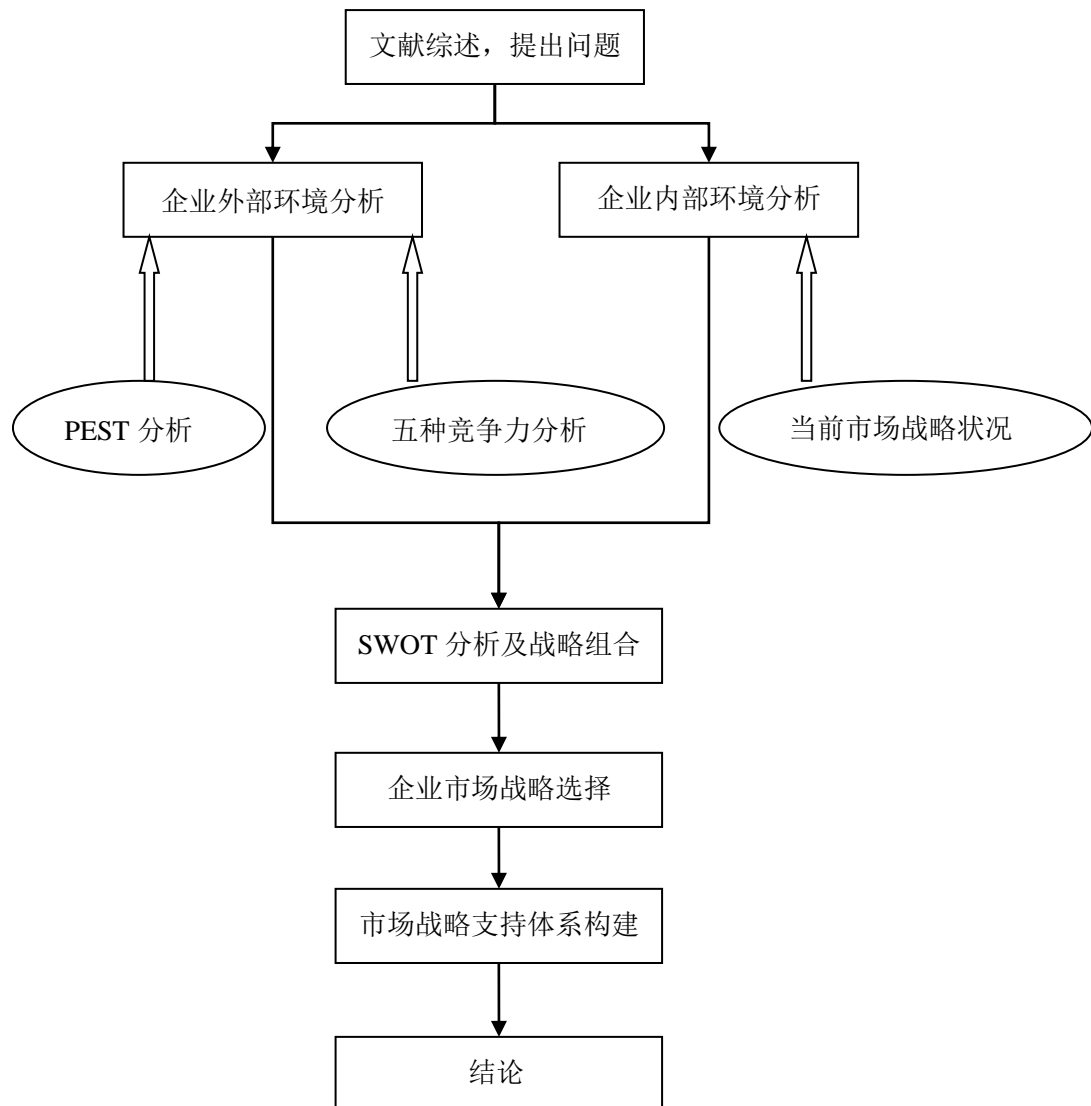 文献综述，提出问题
企业外部环境分析
企业内部环境分析
PEST 分析
五种竞争力分析
当前市场战略状况
SWOT 分析及战略组合
企业市场战略选择
市场战略支持体系构建
结论